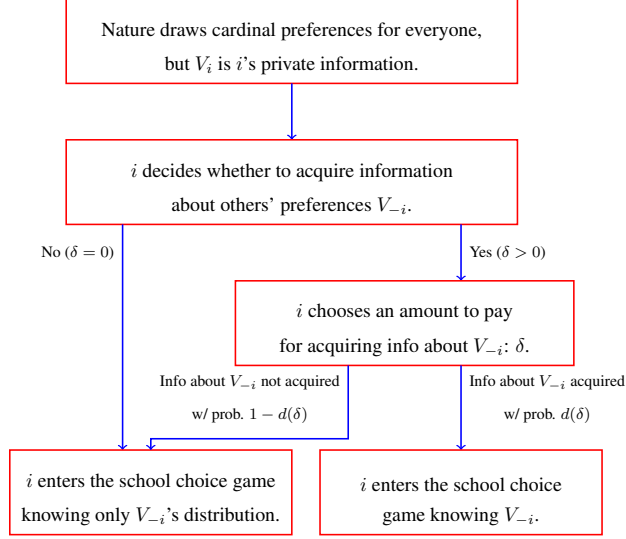 Nature draws cardinal preferences for everyone,
but V_i is i's private information.
i decides whether to acquire information
about others' preferences V_{-i}.
No (δ = 0)
Yes (δ > 0)
i chooses an amount to pay
for acquiring info about V_{-i}: δ.
Info about V_{-i} not acquired
w/ prob. 1 − d(δ)
Info about V_{-i} acquired
w/ prob. d(δ)
i enters the school choice game
knowing only V_{-i}'s distribution.
i enters the school choice
game knowing V_{-i}.